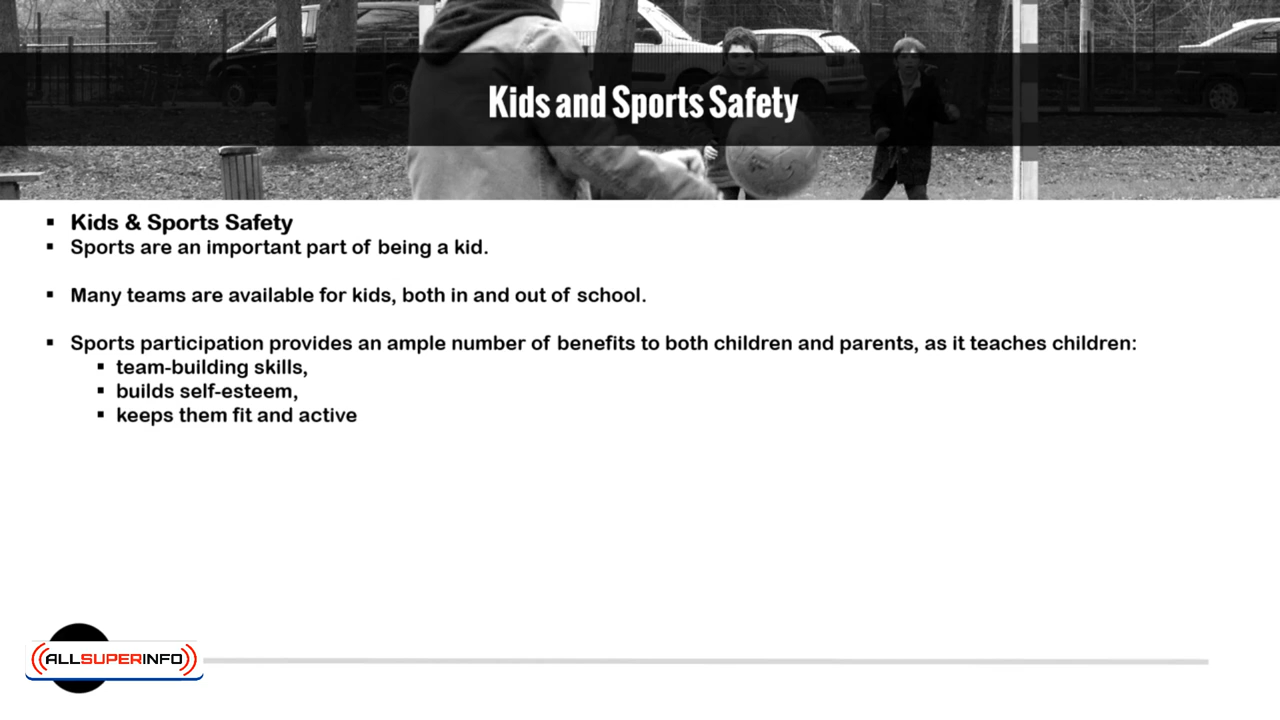 Kids and Sports Safety
▪ Kids & Sports Safety
▪ Sports are an important part of being a kid.
▪ Many teams are available for kids, both in and out of school.
▪ Sports participation provides an ample number of benefits to both children and parents, as it teaches children:
▪ team-building skills,
▪ builds self-esteem,
▪ keeps them fit and active
ALLSUPERINFO